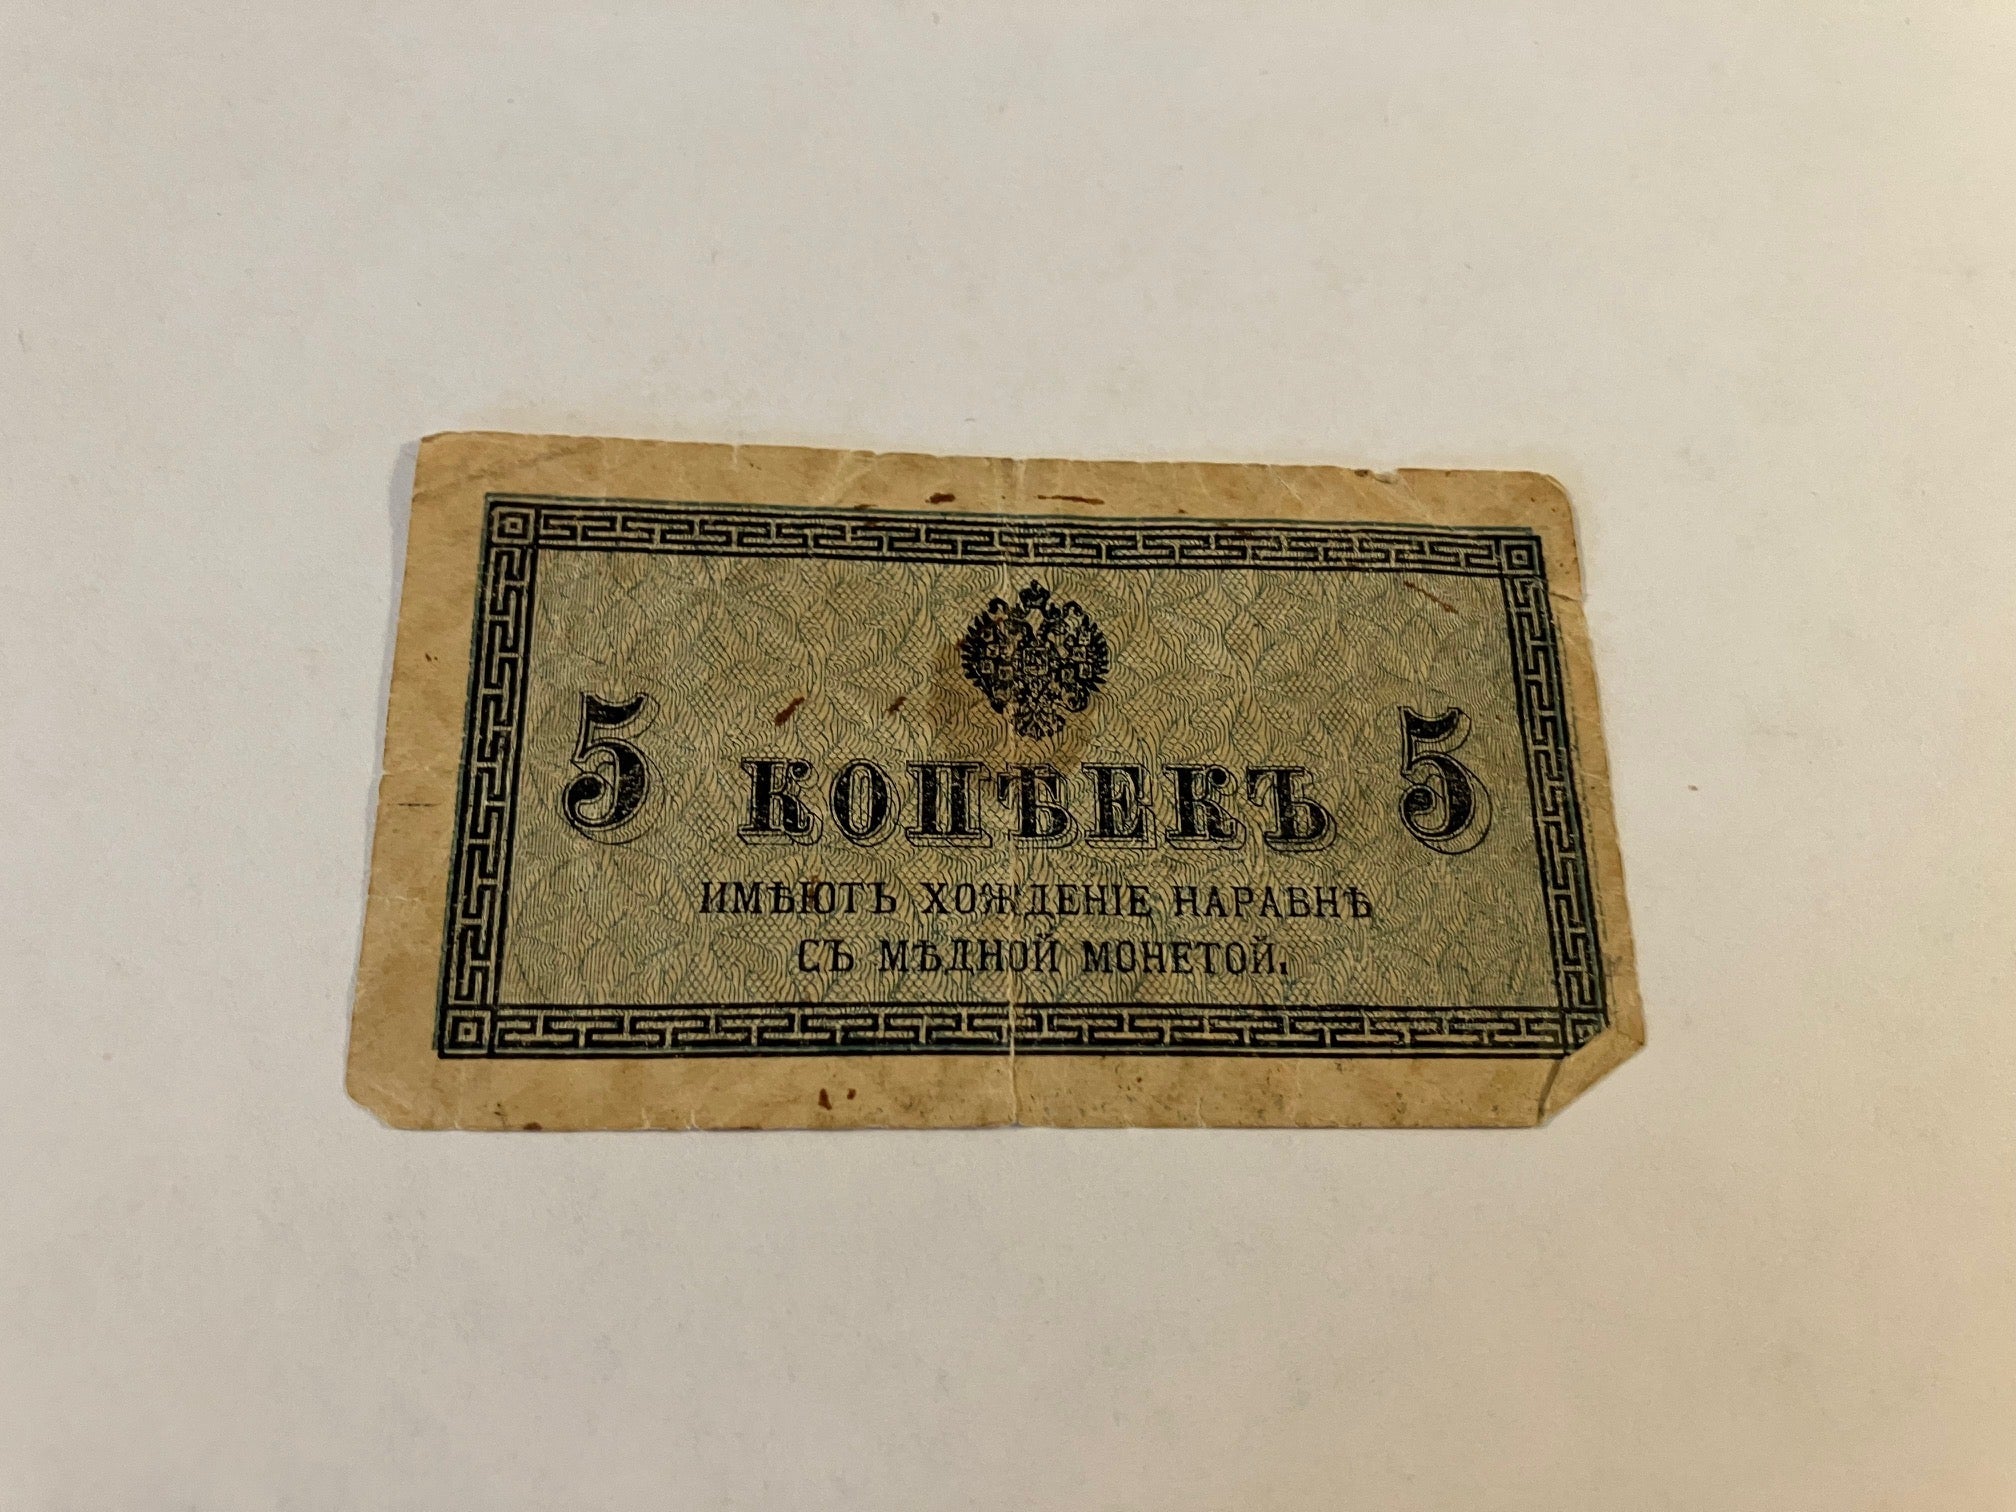 5 КОПѢЕКЪ 5
ИМѢЮТЪ ХОЖДЕНІЕ НАРАВНѢ
СЪ МѢДНОЙ МОНЕТОЙ.